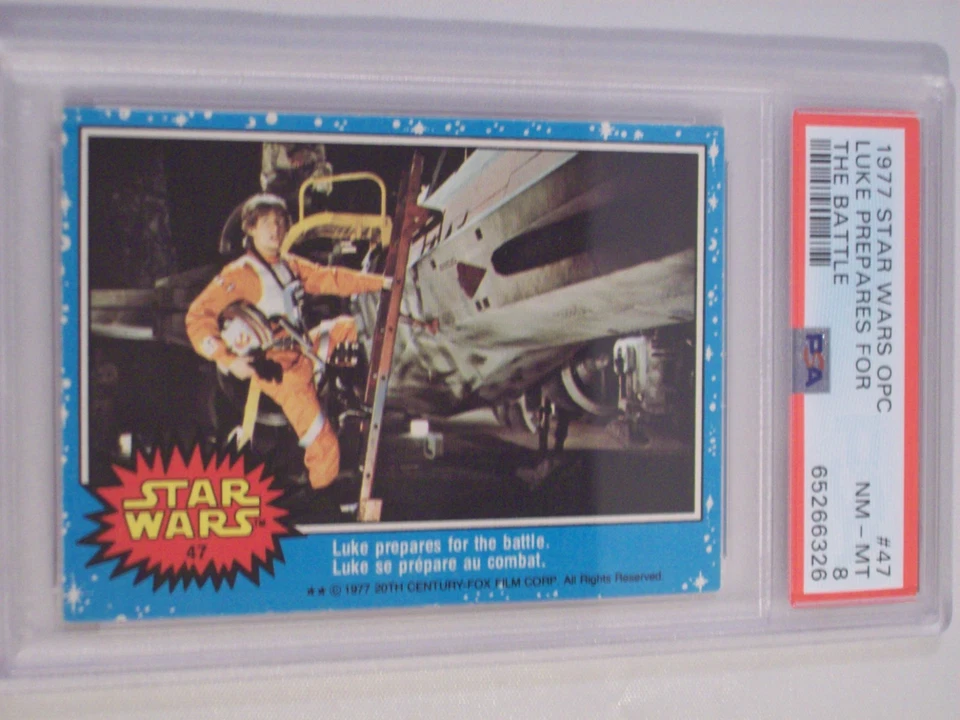 1977 STAR WARS OPC #47
LUKE PREPARES FOR NM-MT
THE BATTLE 8
65266326
PSA
STAR
WARS™
47
Luke prepares for the battle.
Luke se prépare au combat.
★★ © 1977 20TH CENTURY-FOX FILM CORP. All Rights Reserved